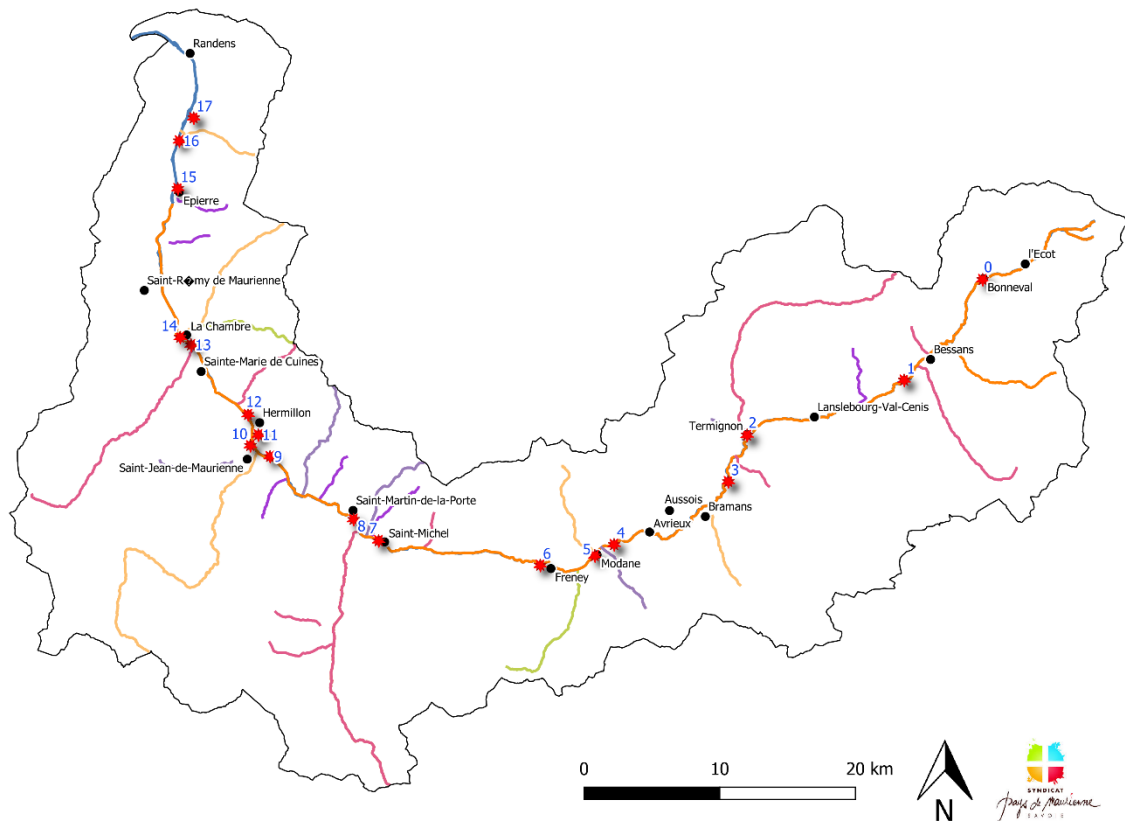 Randens
17
16
15
Epierre
0
l'Ecot
Bonneval
Saint-R�my de Maurienne
14
La Chambre
13
Bessans
Sainte-Marie de Cuines
1
12
Hermillon
Lanslebourg-Val-Cenis
11
Termignon
2
10
9
Saint-Jean-de-Maurienne
3
Saint-Martin-de-la-Porte
Aussois
Bramans
8
7
Saint-Michel
Avrieux
4
5
6
Modane
Freney
0
10
20 km
N
SYNDICAT
pays de maurienne
SAVOIE